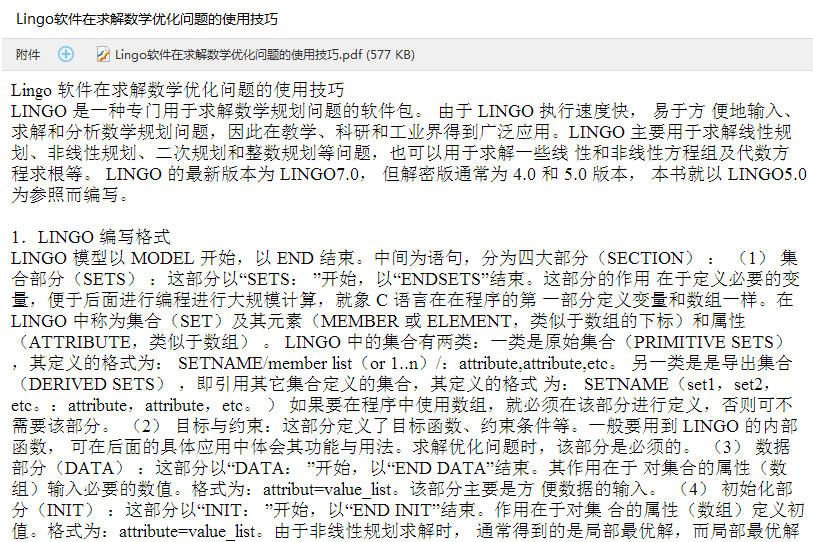 Lingo软件在求解数学优化问题的使用技巧
附件 Lingo软件在求解数学优化问题的使用技巧.pdf (577 KB)
Lingo 软件在求解数学优化问题的使用技巧
LINGO 是一种专门用于求解数学规划问题的软件包。 由于 LINGO 执行速度快， 易于方 便地输入、
求解和分析数学规划问题，因此在教学、科研和工业界得到广泛应用。LINGO 主要用于求解线性规
划、非线性规划、二次规划和整数规划等问题，也可以用于求解一些线 性和非线性方程组及代数方
程求根等。 LINGO 的最新版本为 LINGO7.0， 但解密版通常为 4.0 和 5.0 版本， 本书就以 LINGO5.0
为参照而编写。
1．LINGO 编写格式
LINGO 模型以 MODEL 开始，以 END 结束。中间为语句，分为四大部分（SECTION） ： （1） 集
合部分（SETS） ：这部分以“SETS： ”开始，以“ENDSETS”结束。这部分的作用 在于定义必要的变
量，便于后面进行编程进行大规模计算，就象 C 语言在在程序的第 一部分定义变量和数组一样。在
LINGO 中称为集合（SET）及其元素（MEMBER 或 ELEMENT，类似于数组的下标）和属性
（ATTRIBUTE，类似于数组） 。 LINGO 中的集合有两类：一类是原始集合（PRIMITIVE SETS）
，其定义的格式为： SETNAME/member list（or 1..n）/：attribute,attribute,etc。 另一类是是导出集合
（DERIVED SETS） ，即引用其它集合定义的集合，其定义的格式 为： SETNAME（set1，set2，
etc。：attribute，attribute，etc。 ） 如果要在程序中使用数组，就必须在该部分进行定义，否则可不
需要该部分。 （2） 目标与约束：这部分定义了目标函数、约束条件等。一般要用到 LINGO 的内部
函数， 可在后面的具体应用中体会其功能与用法。求解优化问题时，该部分是必须的。 （3） 数据
部分（DATA） ：这部分以“DATA： ”开始，以“END DATA”结束。其作用在于 对集合的属性（数
组）输入必要的数值。格式为：attribut=value_list。该部分主要是方 便数据的输入。 （4） 初始化部
分（INIT） ：这部分以“INIT： ”开始，以“END INIT”结束。作用在于对集 合的属性（数组）定义初
值。格式为：attribute=value_list。由于非线性规划求解时， 通常得到的是局部最优解，而局部最优解